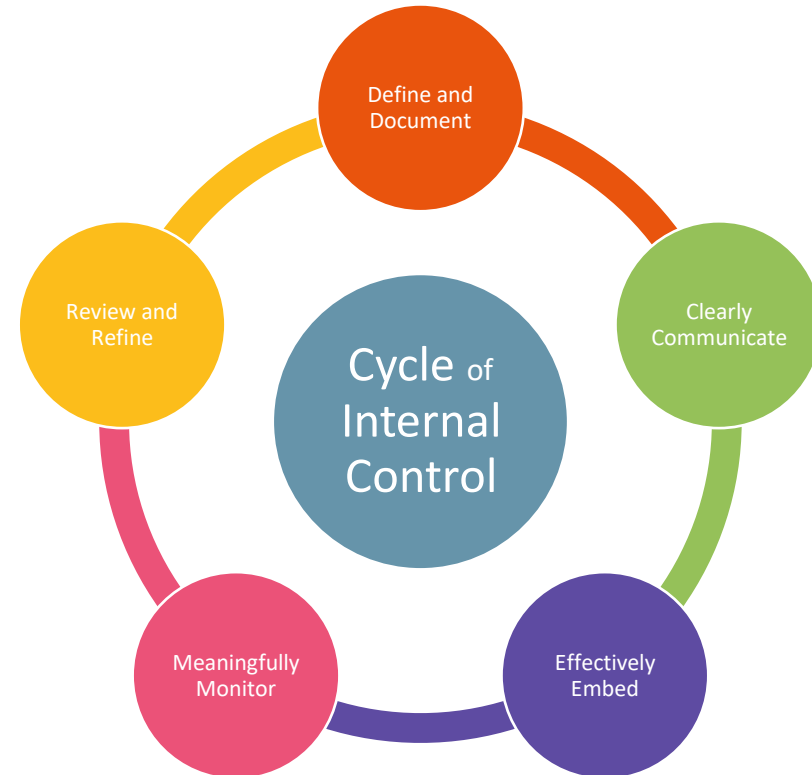 Define and
Document
Clearly
Communicate
Effectively
Embed
Meaningfully
Monitor
Review and
Refine
Cycle of
Internal
Control